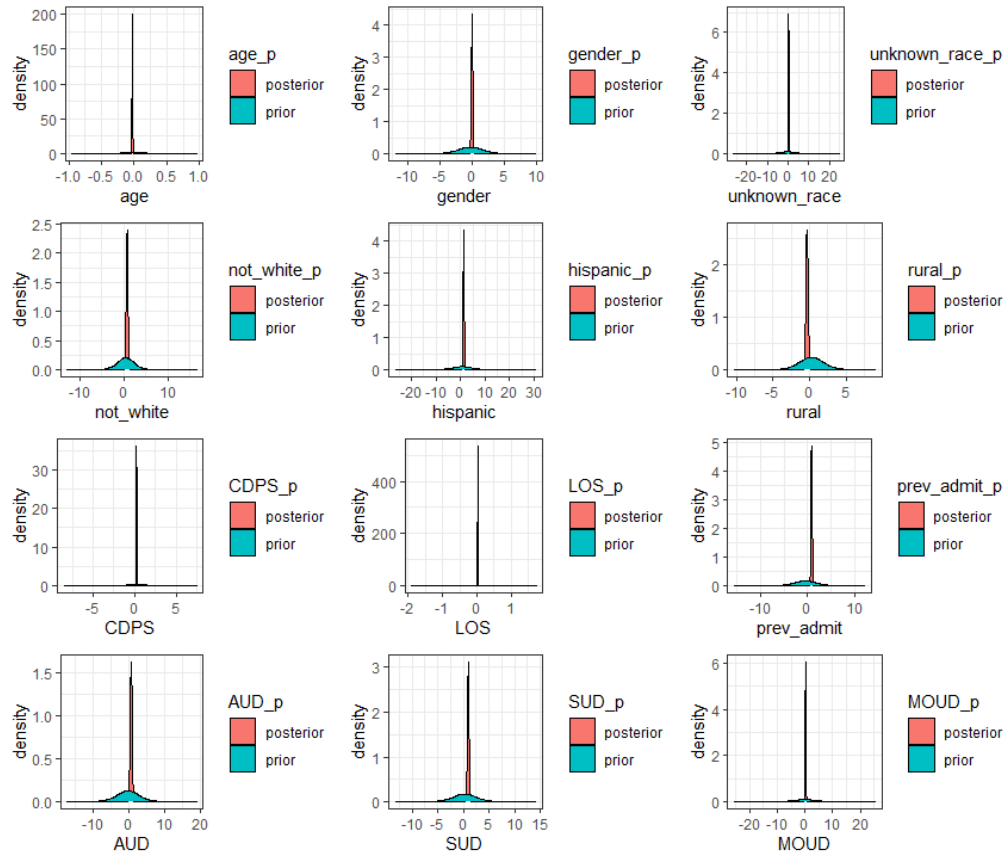 age_p
posterior
prior
density
200
150
100
50
0
-1.0 -0.5 0.0 0.5 1.0
age
gender_p
posterior
prior
density
4
3
2
1
0
-10 -5 0 5 10
gender
unknown_race_p
posterior
prior
density
6
4
2
0
-20 -10 0 10 20
unknown_race
not_white_p
posterior
prior
density
2.5
2.0
1.5
1.0
0.5
0.0
-10 0 10
not_white
hispanic_p
posterior
prior
density
4
3
2
1
0
-20 -10 0 10 20 30
hispanic
rural_p
posterior
prior
density
2
1
0
-10 -5 0 5
rural
CDPS_p
posterior
prior
density
30
20
10
0
-5 0 5
CDPS
LOS_p
posterior
prior
density
400
200
0
-2 -1 0 1
LOS
prev_admit_p
posterior
prior
density
5
4
3
2
1
0
-10 0 10
prev_admit
AUD_p
posterior
prior
density
1.5
1.0
0.5
0.0
-10 0 10 20
AUD
SUD_p
posterior
prior
density
3
2
1
0
-10 -5 0 5 10 15
SUD
MOUD_p
posterior
prior
density
6
4
2
0
-20 -10 0 10 20
MOUD